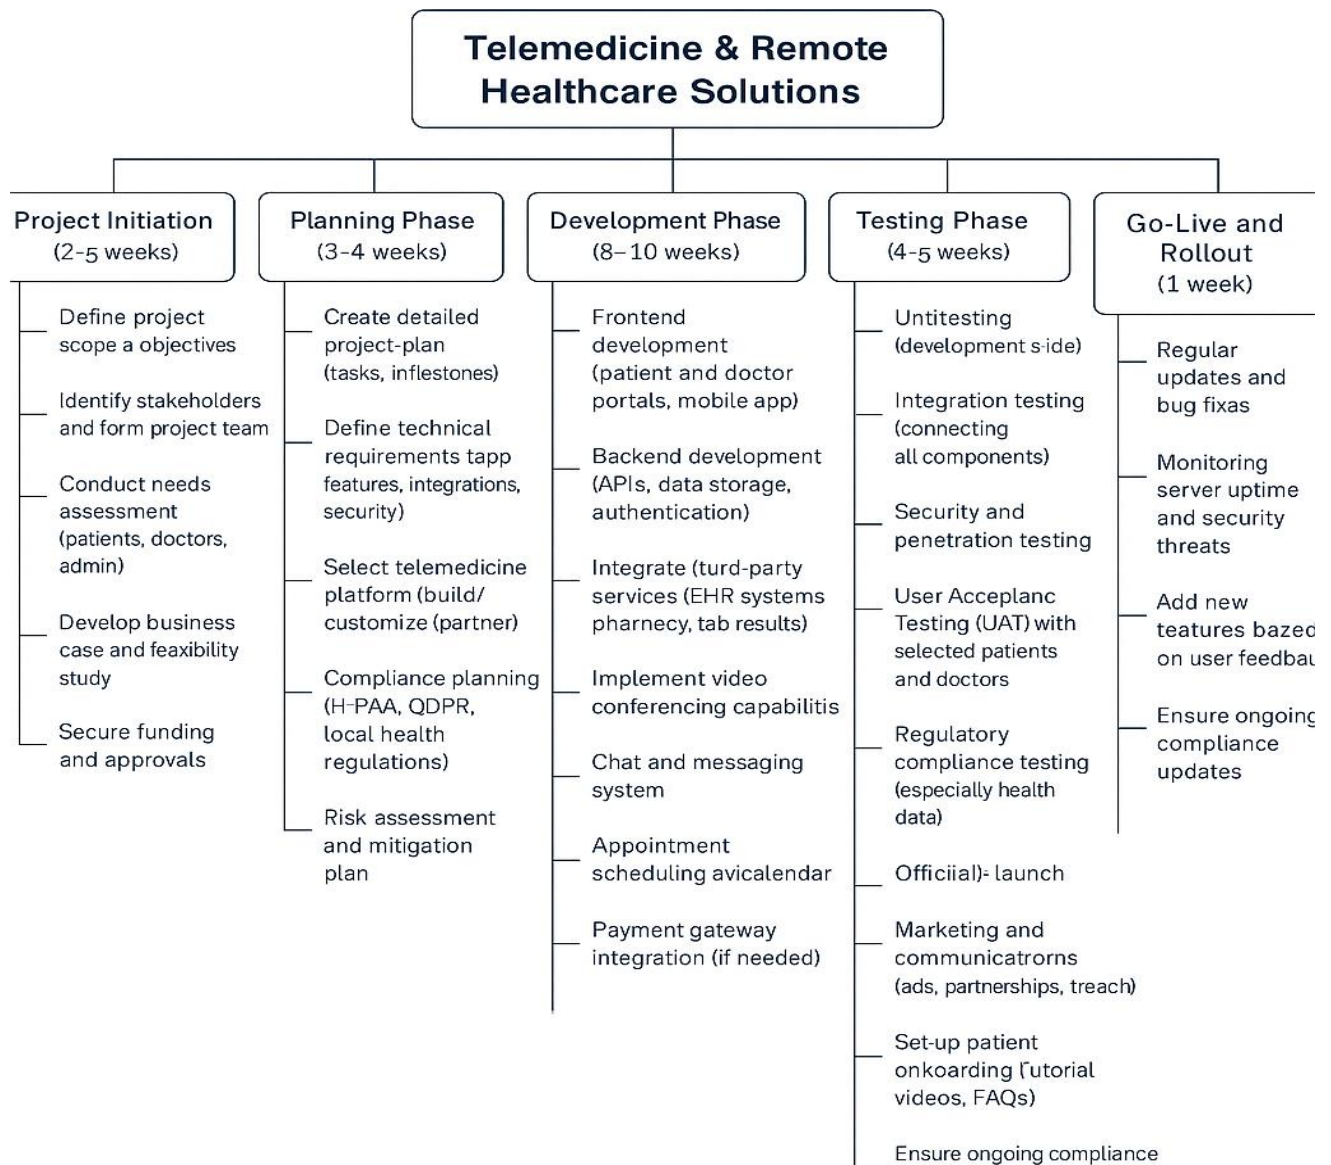 Telemedicine & Remote
Healthcare Solutions
Project Initiation
(2-5 weeks)
Define project
scope a objectives
Identify stakeholders
and form project team
Conduct needs
assessment
(patients, doctors,
admin)
Develop business
case and feaxibility
study
Secure funding
and approvals
Planning Phase
(3-4 weeks)
Create detailed
project-plan
(tasks, inflestones)
Define technical
requirements tapp
features, integrations,
security)
Select telemedicine
platform (build/
customize (partner)
Compliance planning
(H-PAA, QDPR,
local health
regulations)
Risk assessment
and mitigation
plan
Development Phase
(8–10 weeks)
Frontend
development
(patient and doctor
portals, mobile app)
Backend development
(APIs, data storage,
authentication)
Integrate (turd-party
services (EHR systems
pharnecy, tab results)
Implement video
conferencing capabilitis
Chat and messaging
system
Appointment
scheduling avicalendar
Payment gateway
integration (if needed)
Testing Phase
(4-5 weeks)
Untitesting
(development s-ide)
Integration testing
(connecting
all components)
Security and
penetration testing
User Acceplanc
Testing (UAT) with
selected patients
and doctors
Regulatory
compliance testing
(especially health
data)
Officiial)- launch
Marketing and
communicatrorns
(ads, partnerships, treach)
Set-up patient
onkoarding (utorial
videos, FAQs)
Ensure ongoing compliance
Go-Live and
Rollout
(1 week)
Regular
updates and
bug fixas
Monitoring
server uptime
and security
threats
Add new
teatures bazed
on user feedbau
Ensure ongoing
compliance
updates